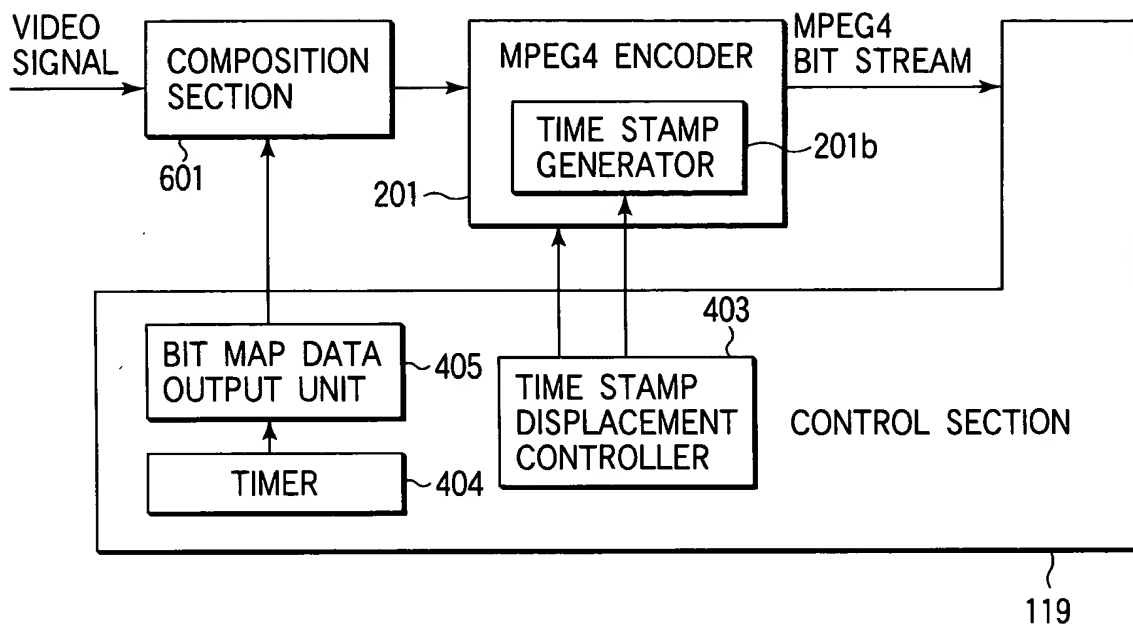 VIDEO
SIGNAL
COMPOSITION
SECTION
601
MPEG4 ENCODER
TIME STAMP
GENERATOR
201b
201
MPEG4
BIT STREAM
BIT MAP DATA
OUTPUT UNIT
405
TIMER
404
403
TIME STAMP
DISPLACEMENT
CONTROLLER
CONTROL SECTION
119